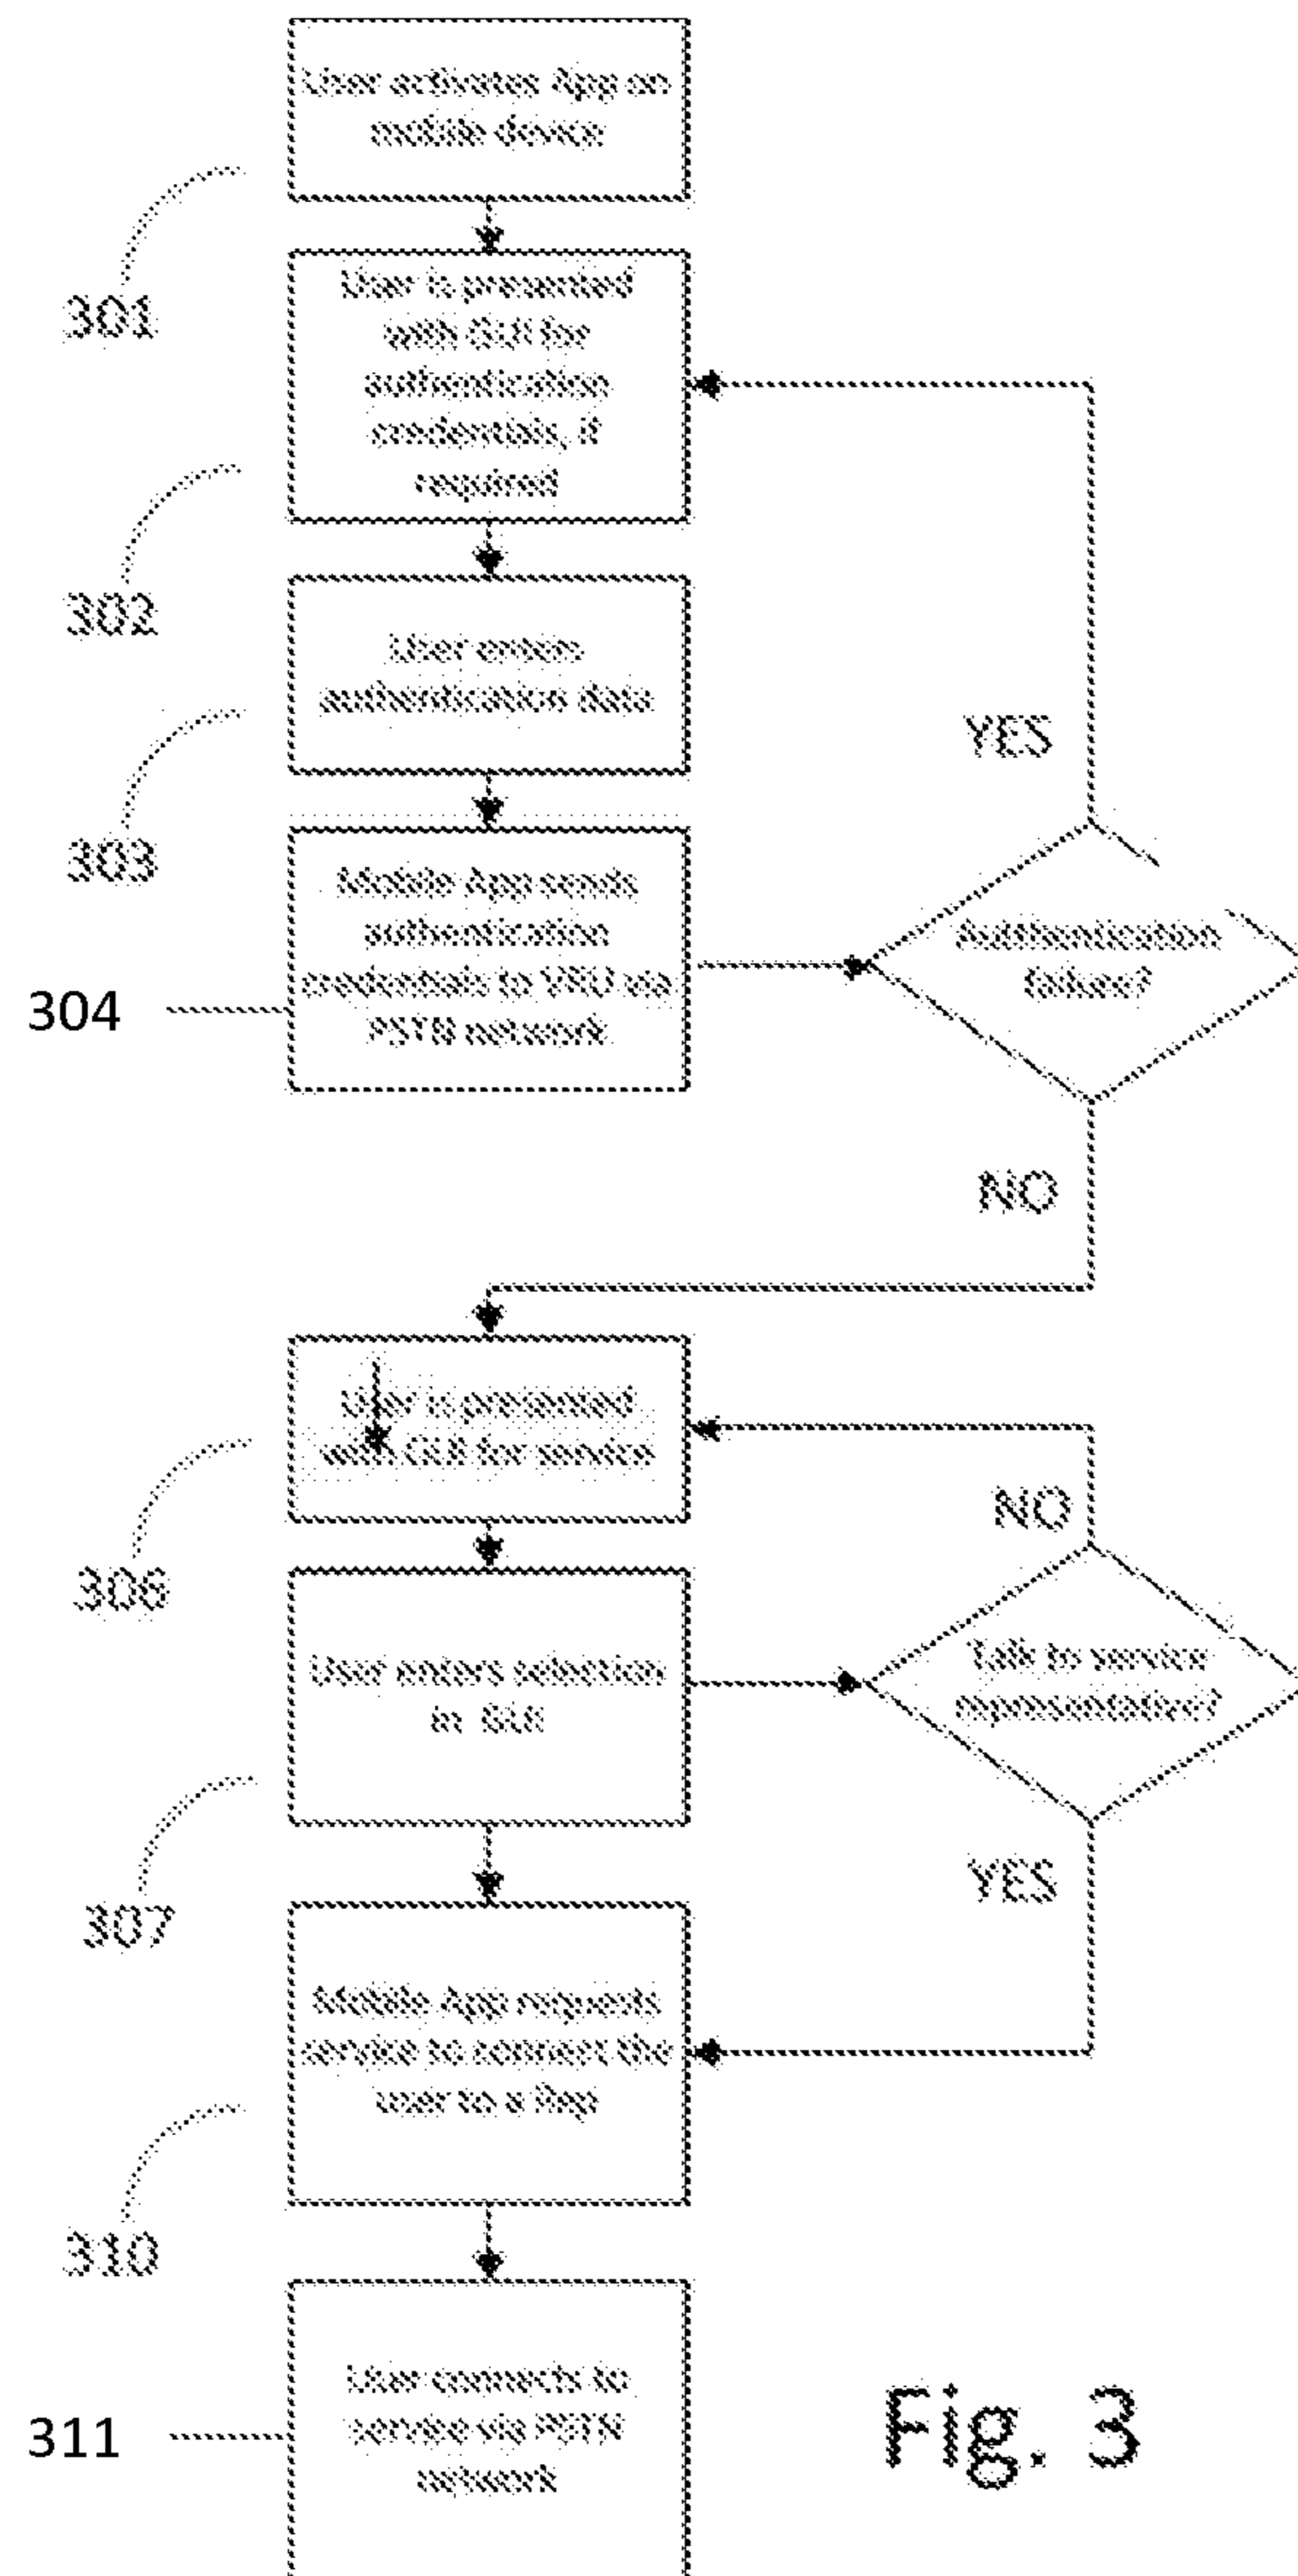 User activates App on
mobile device
301
User is presented
with GUI for
authentication
credentials, if
required
302
User enters
authentication data
303
YES
Mobile App sends
authentication
credentials to VRU via
PSTN network
304
Authentication
failure?
NO
User is presented
with GUI for service
306
NO
User enters selection
in GUI
Talk to service
representative?
307
YES
Mobile App requests
service to connect the
user to a Rep
310
User connects to
service via PSTN
network
311
Fig. 3